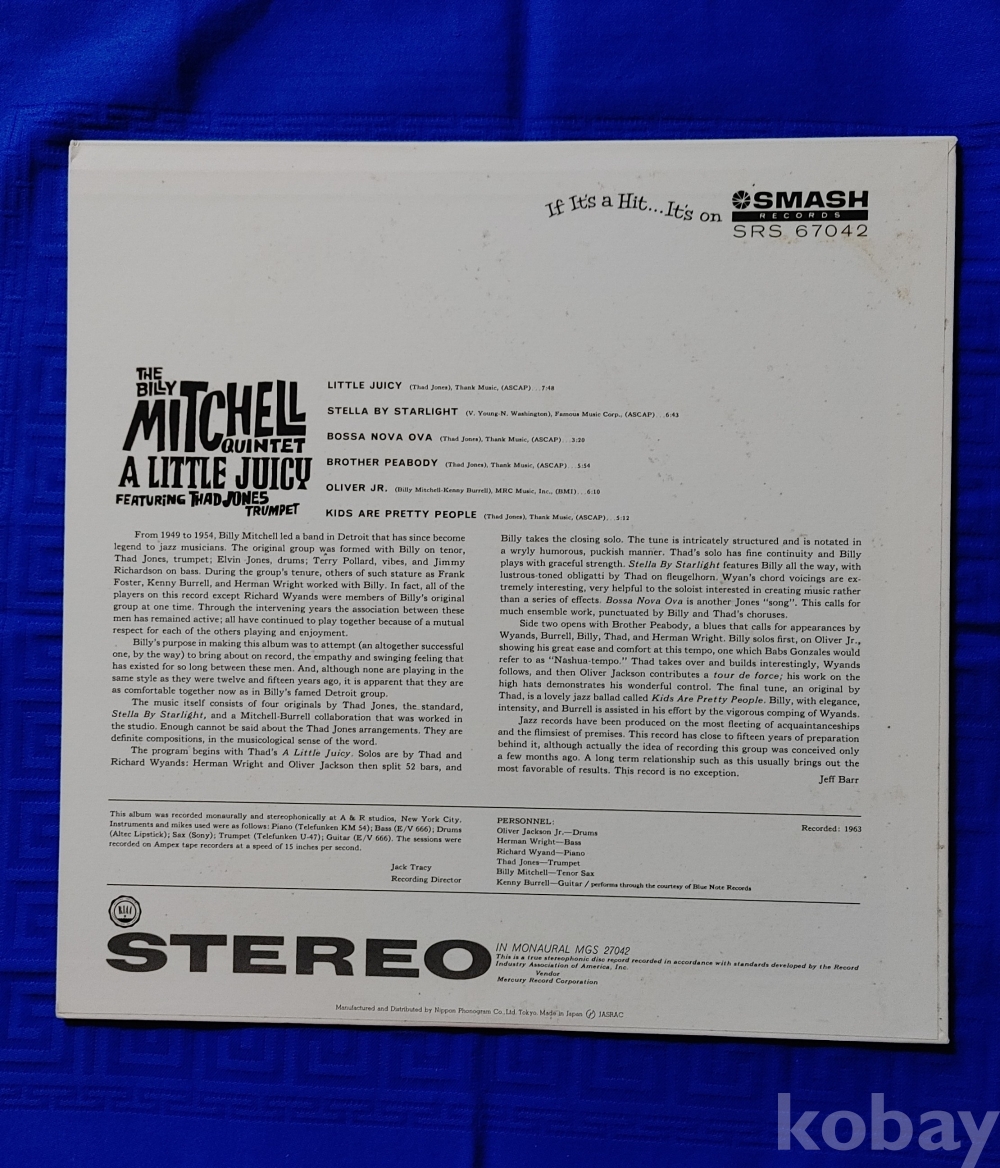 If It's a Hit...It's on
SMASH
RECORDS
SRS 67042
THE
BILLY
MITCHELL
QUINTET
A LITTLE JUICY
FEATURING THAD JONES
TRUMPET
LITTLE JUICY (Thad Jones), Thank Music, (ASCAP)...7:48
STELLA BY STARLIGHT (V. Young-N. Washington), Famous Music Corp., (ASCAP)...6:43
BOSSA NOVA OVA (Thad Jones), Thank Music, (ASCAP)...3:20
BROTHER PEABODY (Thad Jones), Thank Music, (ASCAP)...5:54
OLIVER JR. (Billy Mitchell-Kenny Burrell), MRC Music, Inc., (BMI)...6:10
KIDS ARE PRETTY PEOPLE (Thad Jones), Thank Music, (ASCAP)...5:12
From 1949 to 1954, Billy Mitchell led a band in Detroit that has since become
legend to jazz musicians. The original group was formed with Billy on tenor,
Thad Jones, trumpet; Elvin Jones, drums; Terry Pollard, vibes, and Jimmy
Richardson on bass. During the group's tenure, others of such stature as Frank
Foster, Kenny Burrell, and Herman Wright worked with Billy. In fact, all of the
players on this record except Richard Wyands were members of Billy's original
group at one time. Through the intervening years the association between these
men has remained active; all have continued to play together because of a mutual
respect for each of the others playing and enjoyment.
Billy's purpose in making this album was to attempt (an altogether successful
one, by the way) to bring about on record, the empathy and swinging feeling that
has existed for so long between these men. And, although none are playing in the
same style as they were twelve and fifteen years ago, it is apparent that they are
as comfortable together now as in Billy's famed Detroit group.
The music itself consists of four originals by Thad Jones, the standard,
Stella By Starlight, and a Mitchell-Burrell collaboration that was worked in
the studio. Enough cannot be said about the Thad Jones arrangements. They are
definite compositions, in the musicological sense of the word.
The program begins with Thad's A Little Juicy. Solos are by Thad and
Richard Wyands: Herman Wright and Oliver Jackson then split 52 bars, and
Billy takes the closing solo. The tune is intricately structured and is notated in
a wryly humorous, puckish manner. Thad's solo has fine continuity and Billy
plays with graceful strength. Stella By Starlight features Billy all the way, with
lustrous-toned obligatti by Thad on fleugelhorn. Wyan's chord voicings are ex-
tremely interesting, very helpful to the soloist interested in creating music rather
than a series of effects. Bossa Nova Ova is another Jones "song". This calls for
much ensemble work, punctuated by Billy and Thad's choruses.
Side two opens with Brother Peabody, a blues that calls for appearances by
Wyands, Burrell, Billy, Thad, and Herman Wright. Billy solos first, on Oliver Jr.,
showing his great ease and comfort at this tempo, one which Babs Gonzales would
refer to as "Nashua-tempo." Thad takes over and builds interestingly, Wyands
follows, and then Oliver Jackson contributes a tour de force; his work on the
high hats demonstrates his wonderful control. The final tune, an original by
Thad, is a lovely jazz ballad called Kids Are Pretty People. Billy, with elegance,
intensity, and Burrell is assisted in his effort by the vigorous comping of Wyands.
Jazz records have been produced on the most fleeting of acquaintanceships
and the flimsiest of premises. This record has close to fifteen years of preparation
behind it, although actually the idea of recording this group was conceived only
a few months ago. A long term relationship such as this usually brings out the
most favorable of results. This record is no exception.
Jeff Barr
This album was recorded monaurally and stereophonically at A & R studios, New York City.
Instruments and mikes used were as follows: Piano (Telefunken KM 54); Bass (E/V 666); Drums
(Altec Lipstick); Sax (Sony); Trumpet (Telefunken U-47); Guitar (E/V 666). The sessions were
recorded on Ampex tape recorders at a speed of 15 inches per second.
Jack Tracy
Recording Director
PERSONNEL:
Oliver Jackson Jr.—Drums
Herman Wright—Bass
Richard Wyand—Piano
Thad Jones—Trumpet
Billy Mitchell—Tenor Sax
Kenny Burrell—Guitar / performs through the courtesy of Blue Note Records
Recorded: 1963
RIAA
STEREO
IN MONAURAL MGS 27042
This is a true stereophonic disc repord recorded in accordance with standards developed by the Record
Industry Association of America, Inc.
Vendor
Mercury Record Corporation
Manufactured and Distributed by Nippon Phonogram Co., Ltd. Tokyo. Made in Japan Ⓟ JASRAC
kobay